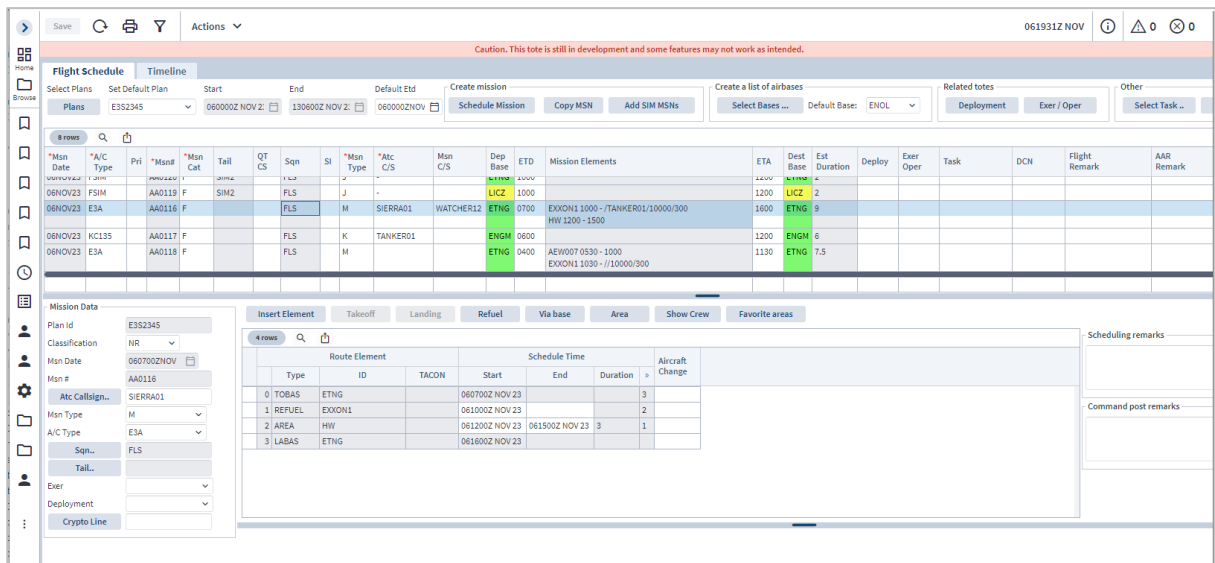 Save Actions 061931Z NOV 0 0
Caution. This tote is still in development and some features may not work as intended.
Home
Browse
Flight Schedule Timeline
Select Plans Set Default Plan Start End Default Etd Create mission Create a list of airbases Related totes Other
Plans E3S2345 060000Z NOV 2: 130600Z NOV 2: 060000ZNOV Schedule Mission Copy MSN Add SIM MSNs Select Bases ... Default Base: ENOL Deployment Exer / Oper Select Task ..
8 rows
*Msn Date *A/C Type Pri *Msn# *Msn Cat Tail QT CS Sqn SI *Msn Type *Atc C/S Msn C/S Dep Base ETD Mission Elements ETA Dest Base Est Duration Deploy Exer Oper Task DCN Flight Remark AAR Remark
06NOV23 FSIM AA0120 F SIM2 FLS J - ETNG 1000 1200 ETNG 2
06NOV23 FSIM AA0119 F SIM2 FLS J - LICZ 1000 1200 LICZ 2
06NOV23 E3A AA0116 F FLS M SIERRA01 WATCHER12 ETNG 0700 EXXON1 1000 - /TANKER01/10000/300 1600 ETNG 9
HW 1200 - 1500
06NOV23 KC135 AA0117 F FLS K TANKER01 ENGM 0600 1200 ENGM 6
06NOV23 E3A AA0118 F FLS M ETNG 0400 AEW007 0530 - 1000 1130 ETNG 7.5
EXXON1 1030 - //10000/300
Mission Data
Plan Id E3S2345
Classification NR
Msn Date 060700ZNOV
Msn # AA0116
Atc Callsign.. SIERRA01
Msn Type M
A/C Type E3A
Sqn.. FLS
Tail..
Exer
Deployment
Crypto Line
Insert Element Takeoff Landing Refuel Via base Area Show Crew Favorite areas
4 rows
Route Element Schedule Time Aircraft Change
Type ID TACON Start End Duration »
0 TOBAS ETNG 060700Z NOV 23 3
1 REFUEL EXXON1 061000Z NOV 23 2
2 AREA HW 061200Z NOV 23 061500Z NOV 23 3 1
3 LABAS ETNG 061600Z NOV 23
Scheduling remarks
Command post remarks